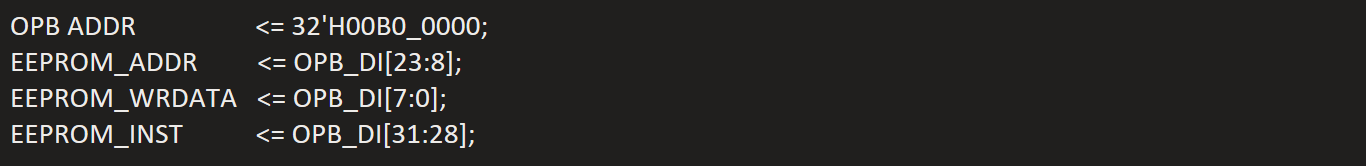 OPB ADDR <= 32'H00B0_0000;
EEPROM_ADDR <= OPB_DI[23:8];
EEPROM_WRDATA <= OPB_DI[7:0];
EEPROM_INST <= OPB_DI[31:28];